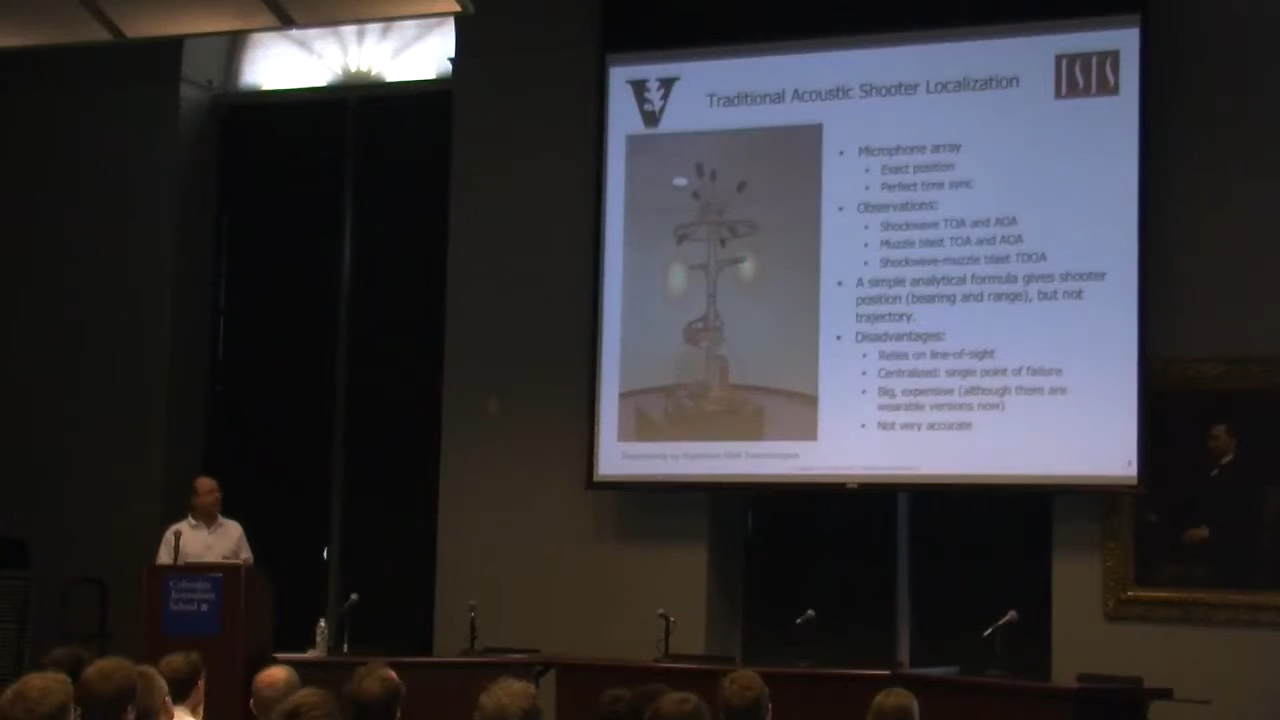 V
ISIS
Traditional Acoustic Shooter Localization
• Microphone array
• Exact position
• Perfect time sync
• Observations:
• Shockwave TOA and AOA
• Muzzle blast TOA and AOA
• Shockwave-muzzle blast TDOA
• A simple analytical formula gives shooter
position (bearing and range), but not
trajectory.
• Disadvantages:
• Relies on line-of-sight
• Centralized: single point of failure
• Big, expensive (although there are
wearable versions now)
• Not very accurate
Columbia
Journalism
School